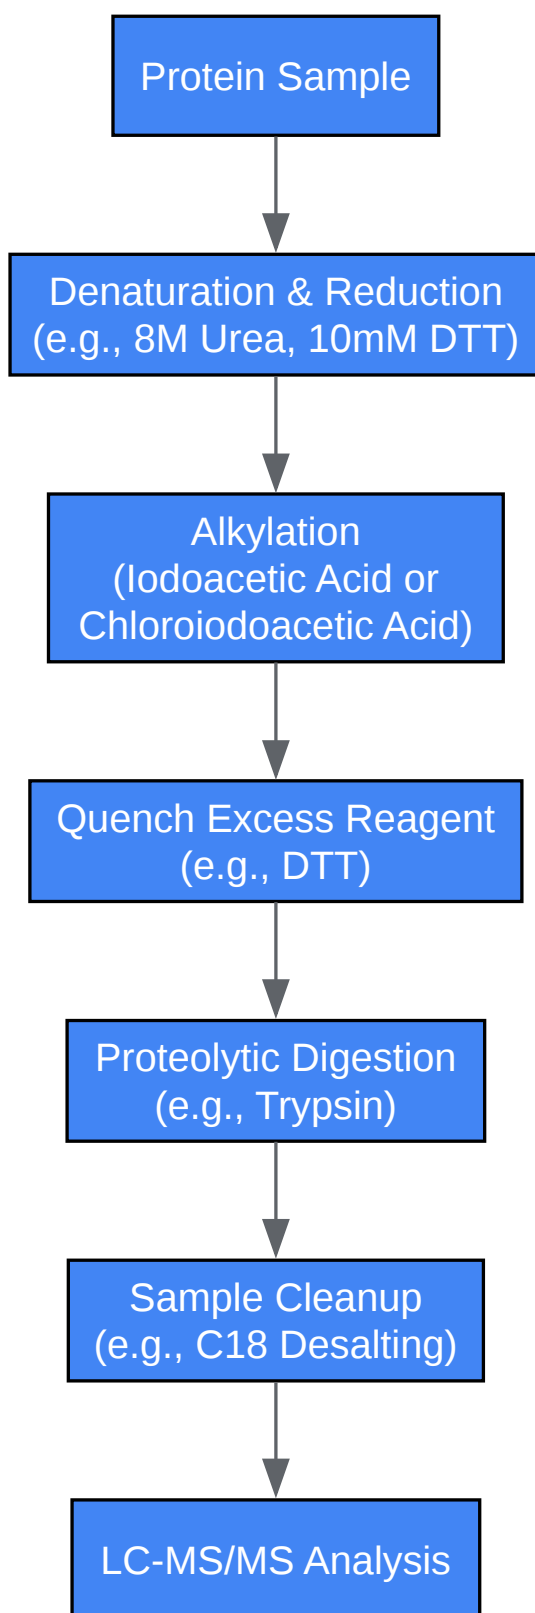 Protein Sample
Denaturation & Reduction
(e.g., 8M Urea, 10mM DTT)
Alkylation
(Iodoacetic Acid or
Chloroiodoacetic Acid)
Quench Excess Reagent
(e.g., DTT)
Proteolytic Digestion
(e.g., Trypsin)
Sample Cleanup
(e.g., C18 Desalting)
LC-MS/MS Analysis